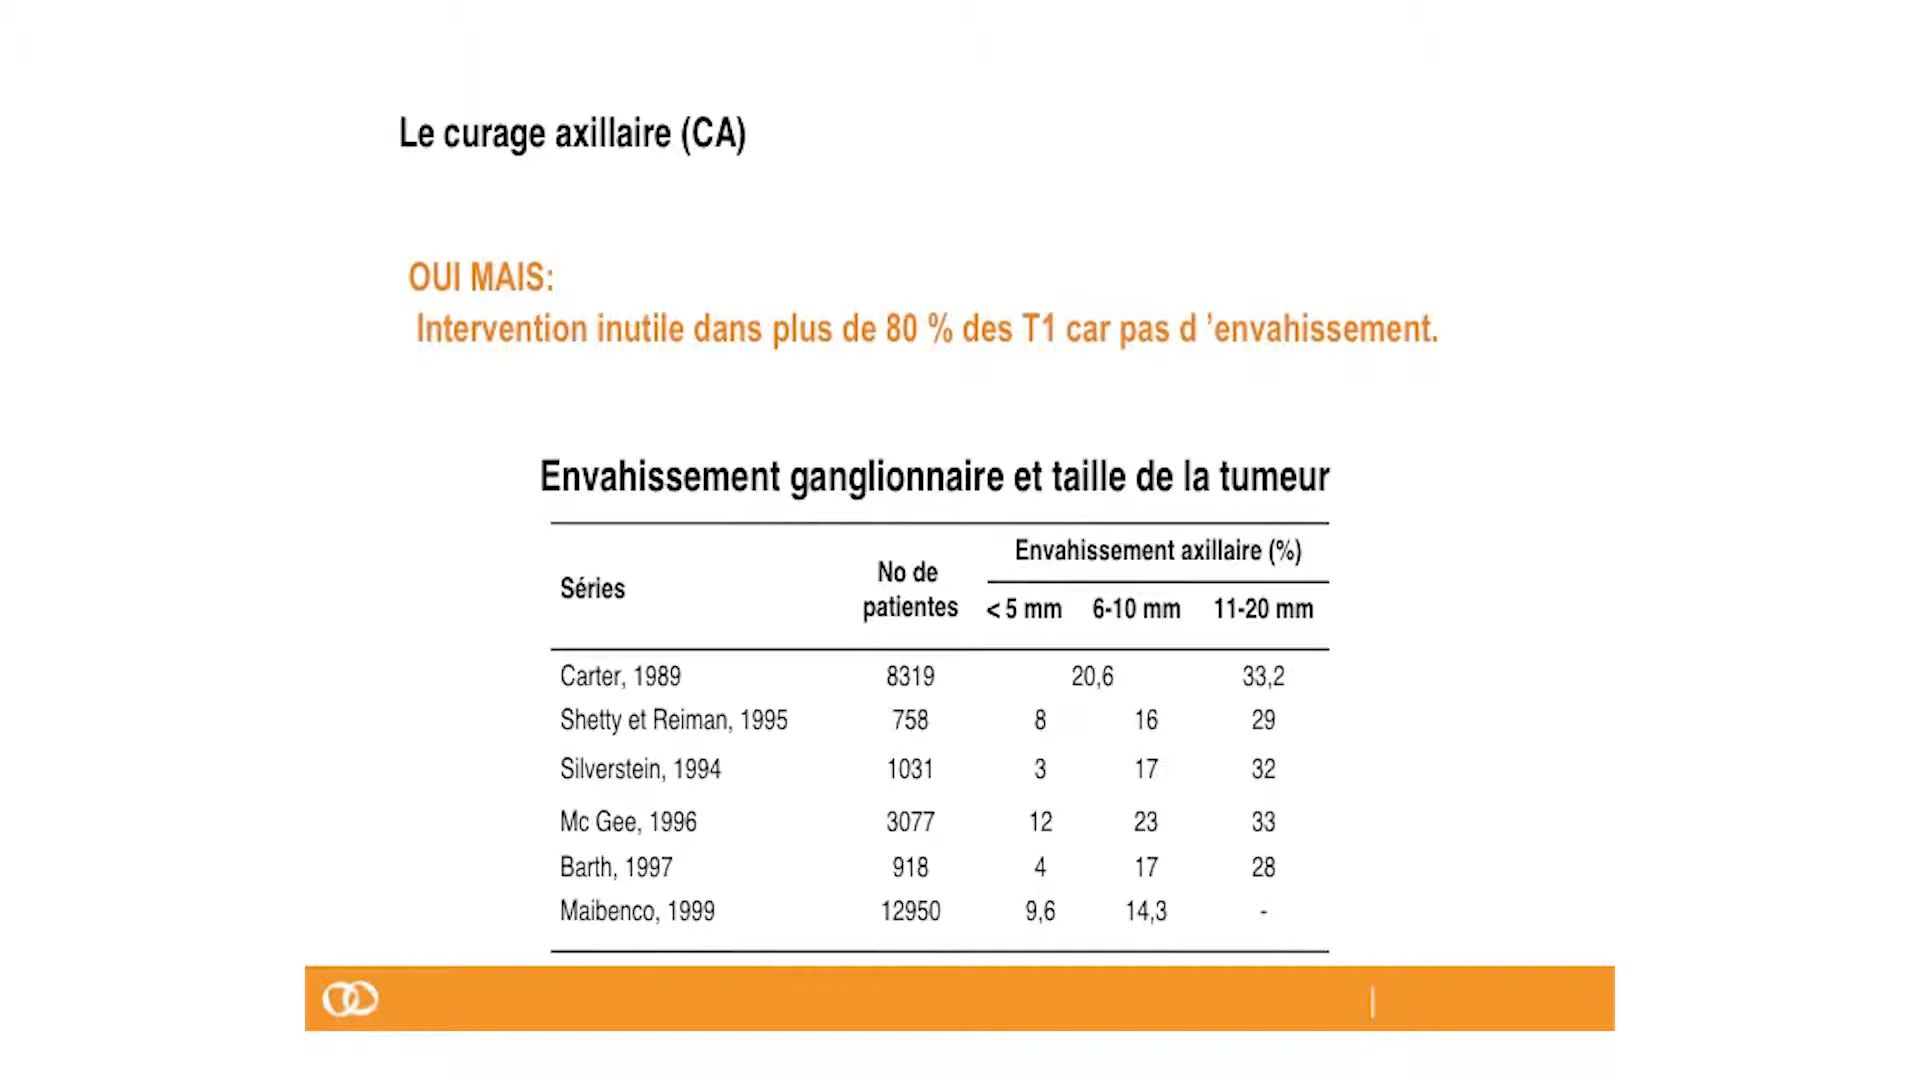 Le curage axillaire (CA)
OUI MAIS:
Intervention inutile dans plus de 80 % des T1 car pas d ’envahissement.
Envahissement ganglionnaire et taille de la tumeur
Séries No de patientes Envahissement axillaire (%)
< 5 mm 6-10 mm 11-20 mm
Carter, 1989 8319 20,6 33,2
Shetty et Reiman, 1995 758 8 16 29
Silverstein, 1994 1031 3 17 32
Mc Gee, 1996 3077 12 23 33
Barth, 1997 918 4 17 28
Maibenco, 1999 12950 9,6 14,3 -